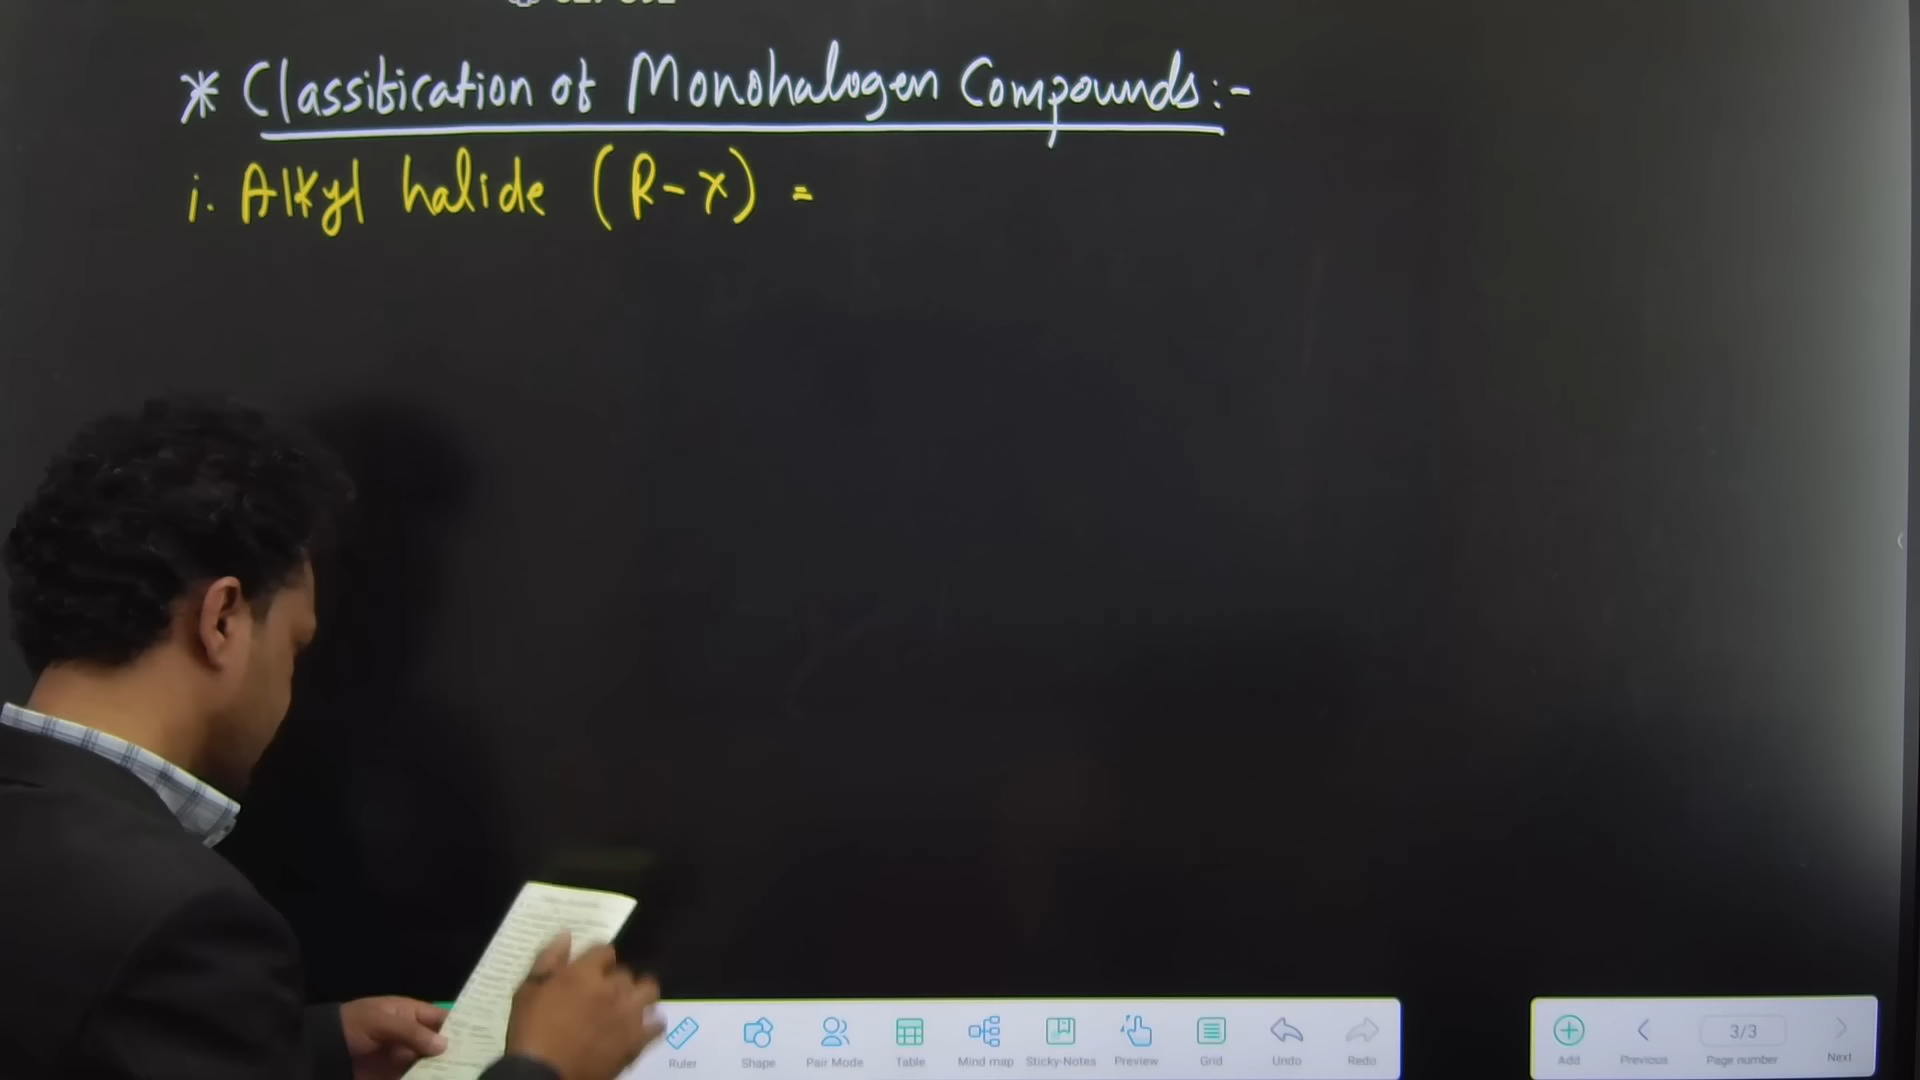 * Classification of Monohalogen Compounds:-
i. Alkyl halide (R-X) =
Ruler Shape Pair Mode Table Mind map Sticky-Notes Preview Grid Undo Redo
Add Previous 3/3 Page number Next